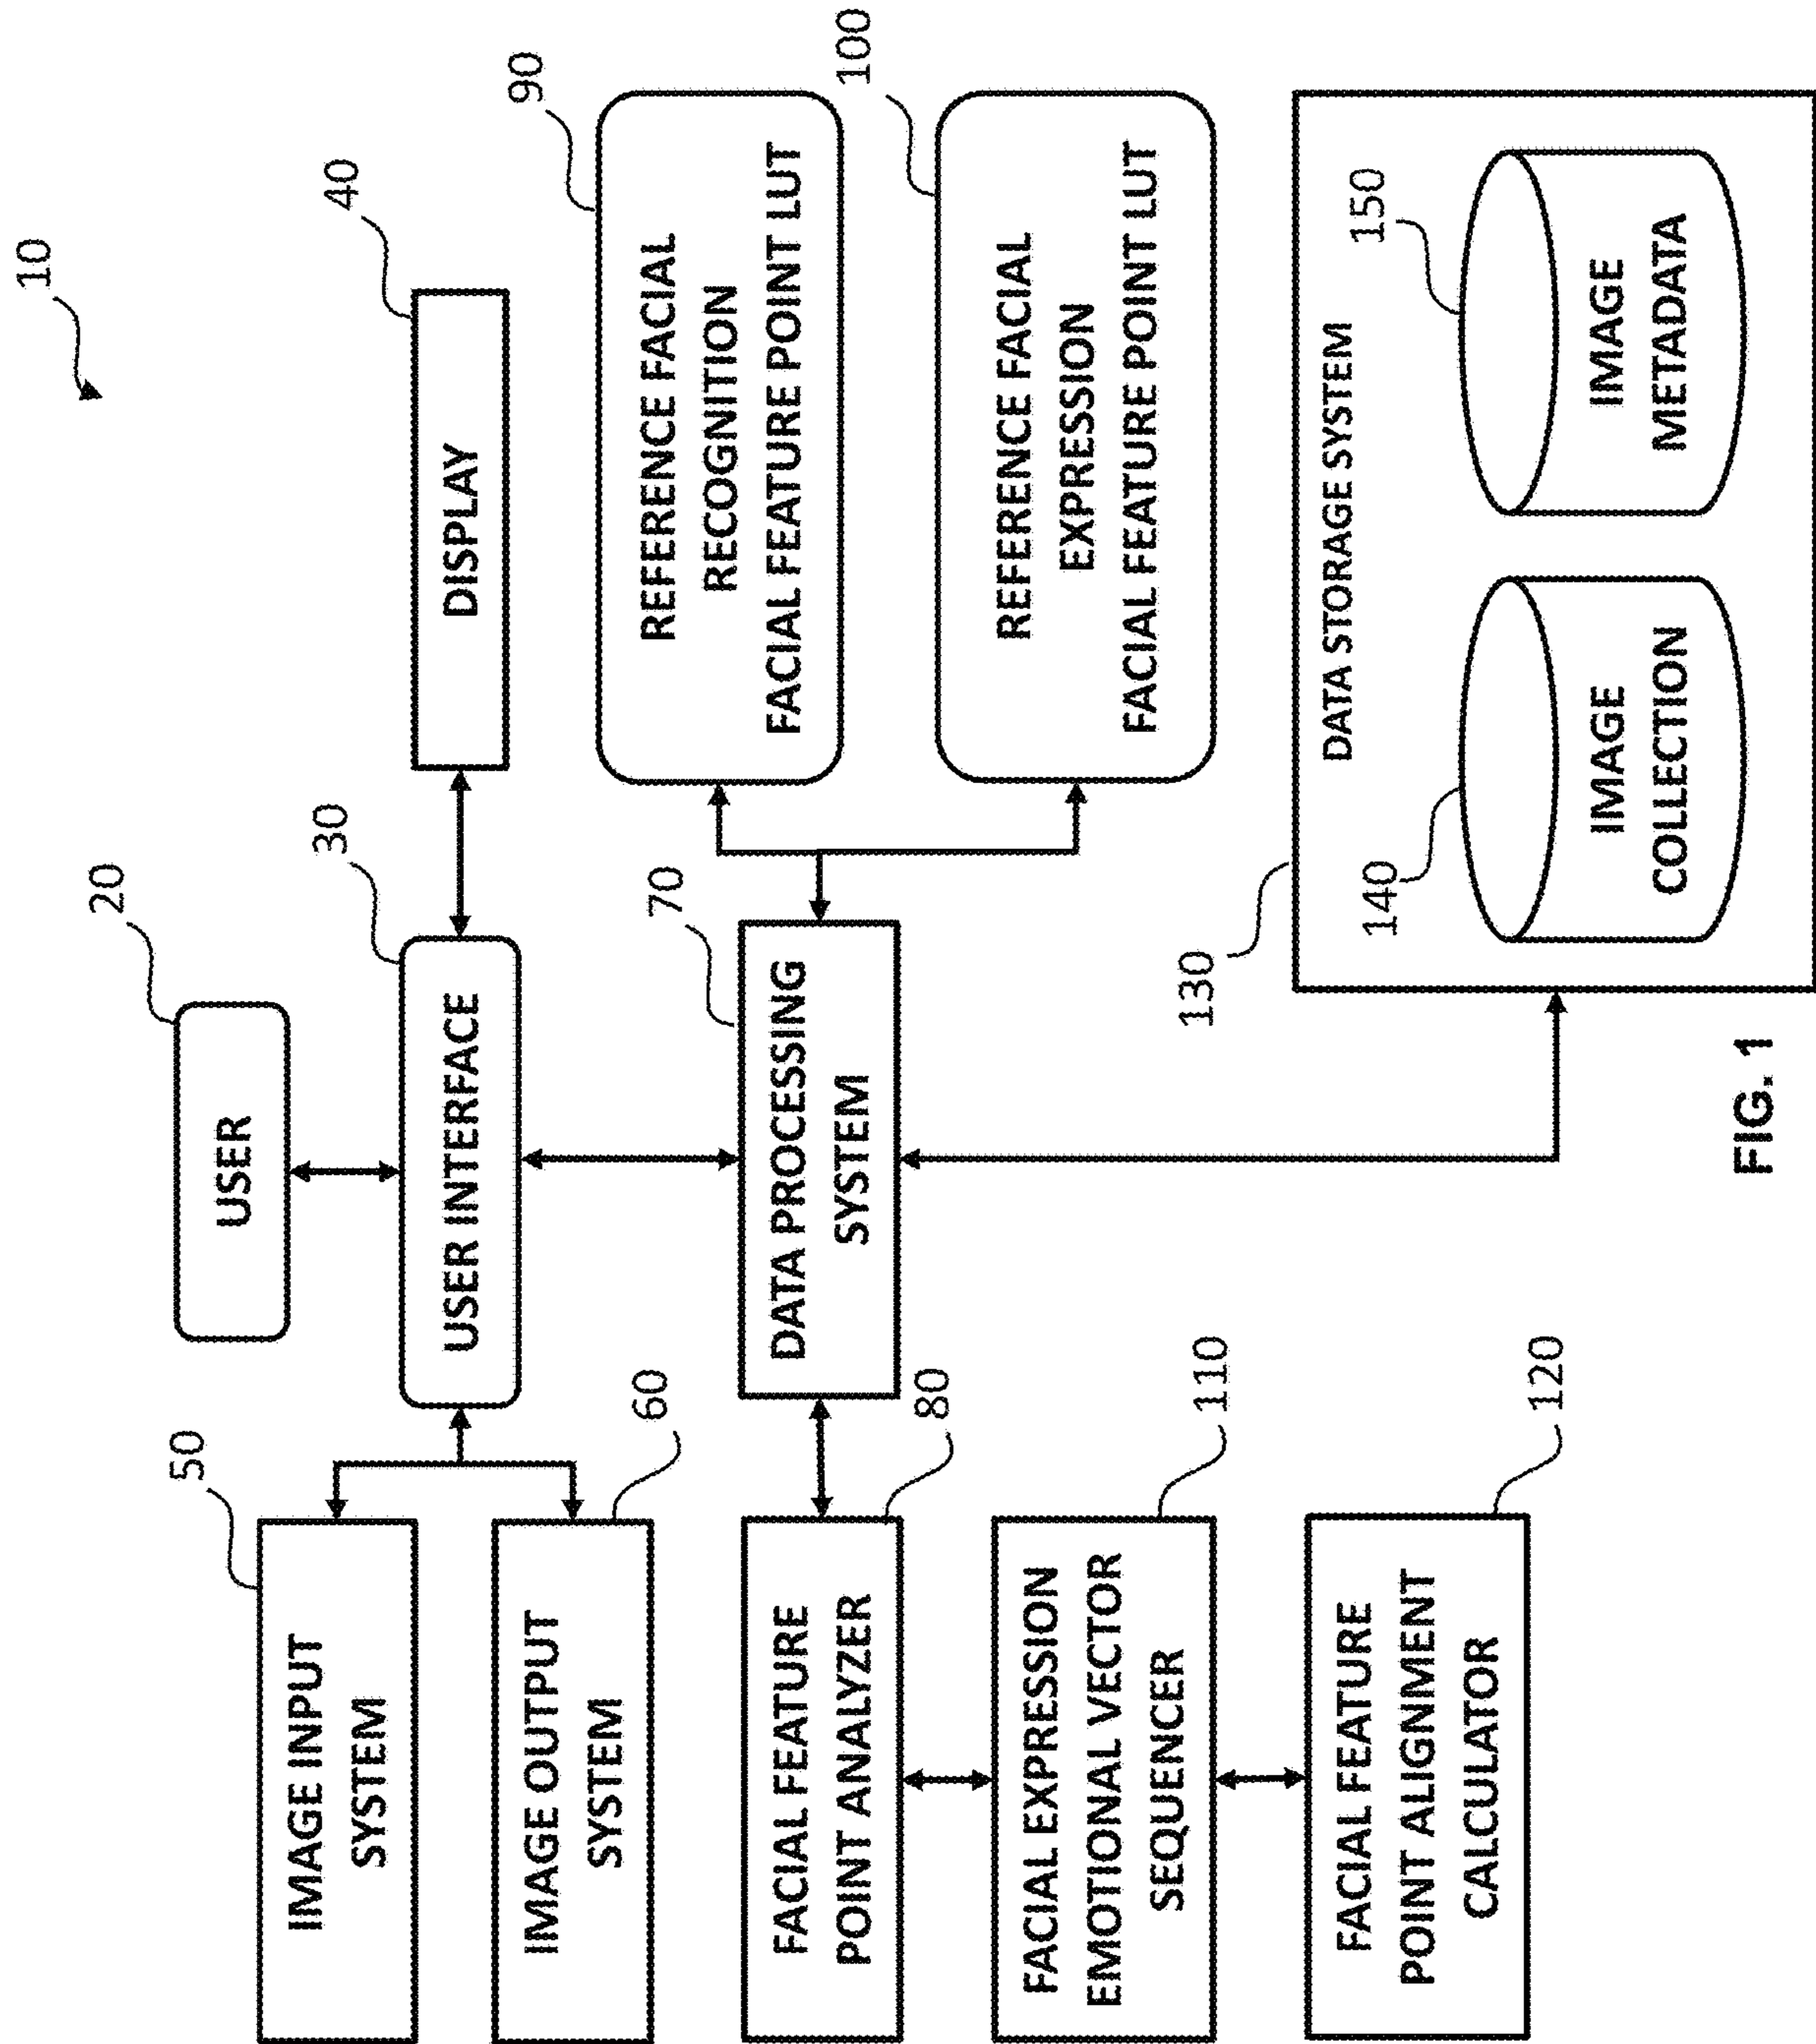 10
20
USER
50
IMAGE INPUT
SYSTEM
30
USER INTERFACE
40
DISPLAY
60
IMAGE OUTPUT
SYSTEM
90
REFERENCE FACIAL
RECOGNITION
FACIAL FEATURE POINT LUT
70
DATA PROCESSING
SYSTEM
80
FACIAL FEATURE
POINT ANALYZER
100
REFERENCE FACIAL
EXPRESSION
FACIAL FEATURE POINT LUT
110
FACIAL EXPRESSION
EMOTIONAL VECTOR
SEQUENCER
130
DATA STORAGE SYSTEM
120
FACIAL FEATURE
POINT ALIGNMENT
CALCULATOR
140
IMAGE
COLLECTION
150
IMAGE
METADATA
FIG. 1